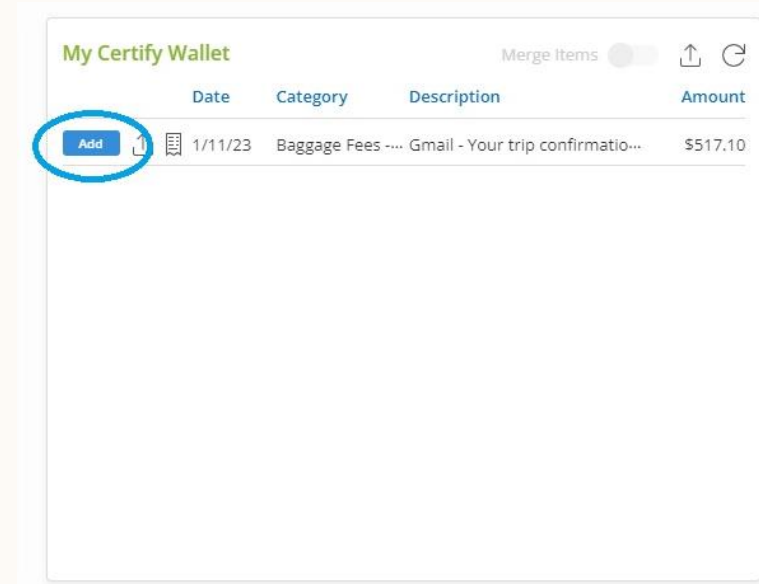 My Certify Wallet Merge Items
Date Category Description Amount
Add 1/11/23 Baggage Fees -... Gmail - Your trip confirmatio... $517.10